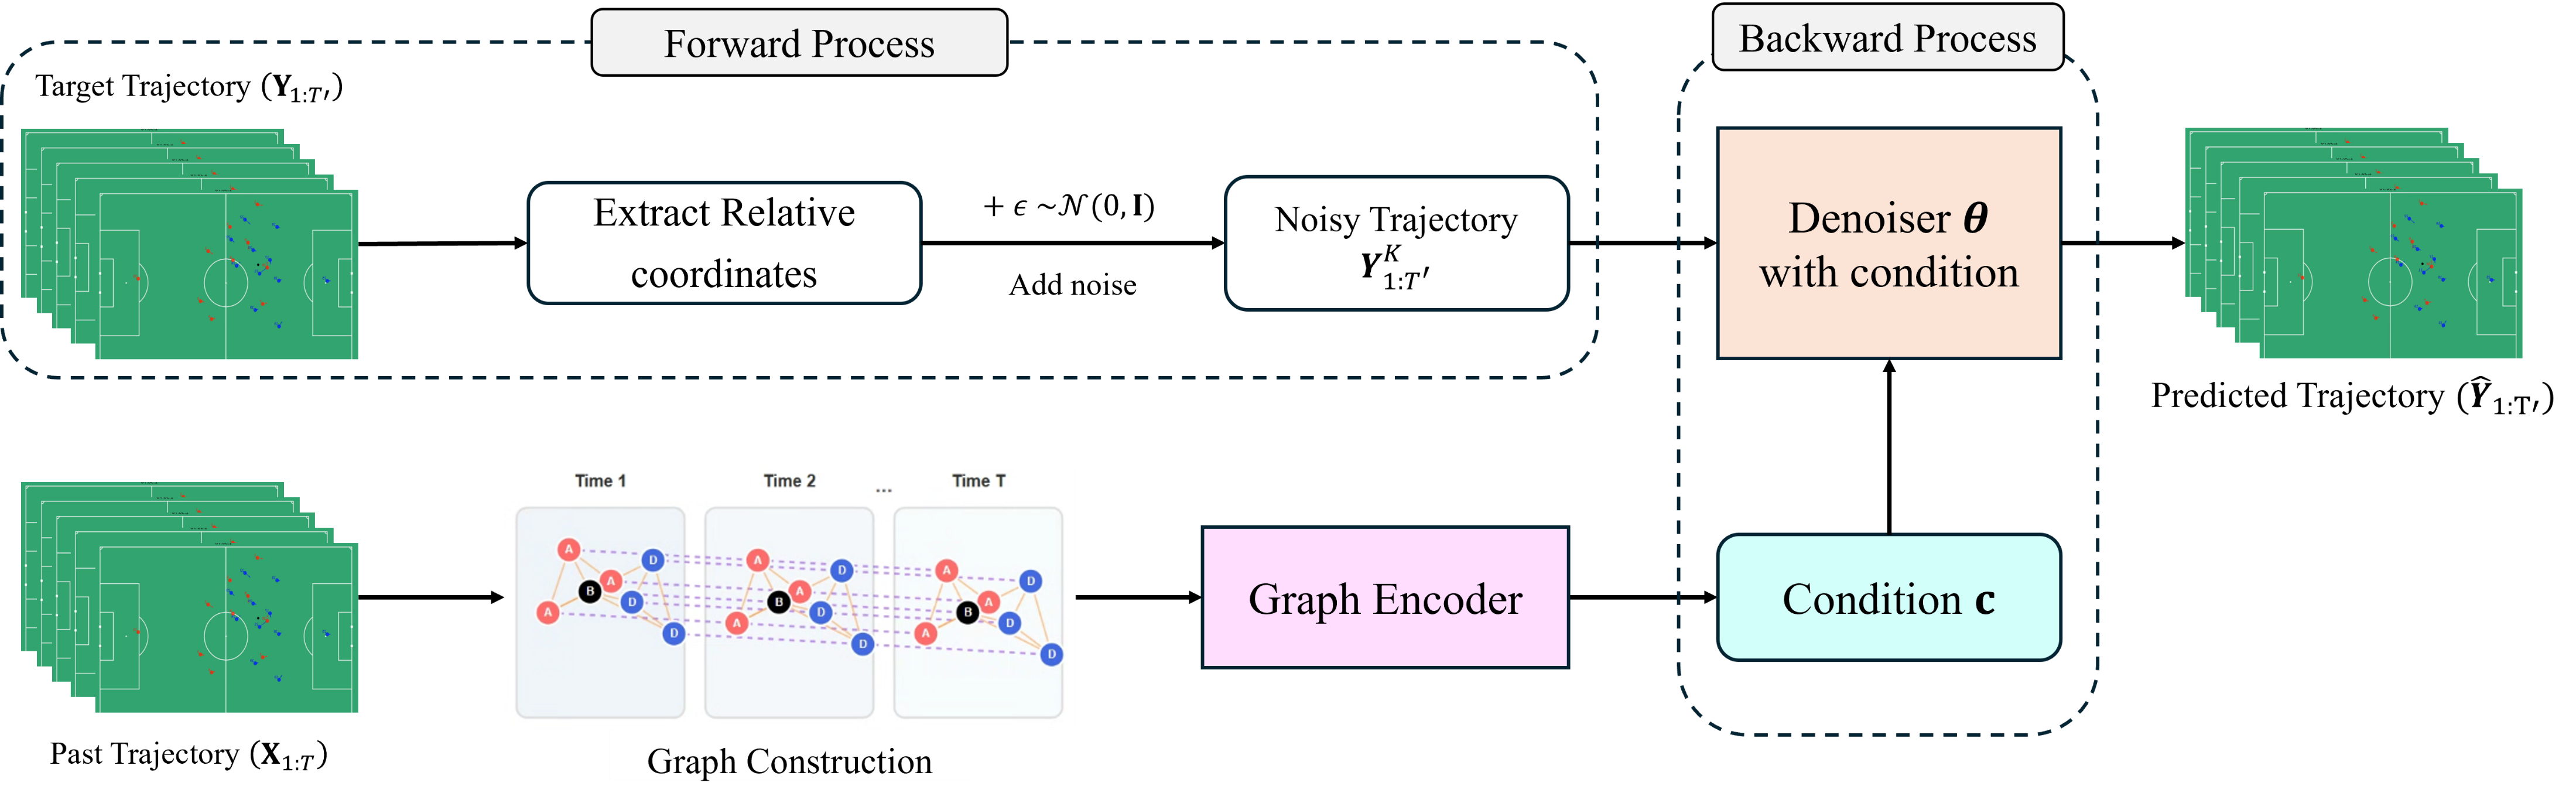 Forward Process
Backward Process
Target Trajectory (Y1:T′)
Extract Relative
coordinates
+ ϵ ~𝒩(0, I)
Add noise
Noisy Trajectory
Y^K_1:T′
Denoiser θ
with condition
Predicted Trajectory (Ŷ1:T′)
Time 1
Time 2
...
Time T
A
D
A
B
D
A
D
A
D
A
B
D
A
D
A
D
A
B
D
A
D
Graph Encoder
Condition c
Past Trajectory (X1:T)
Graph Construction